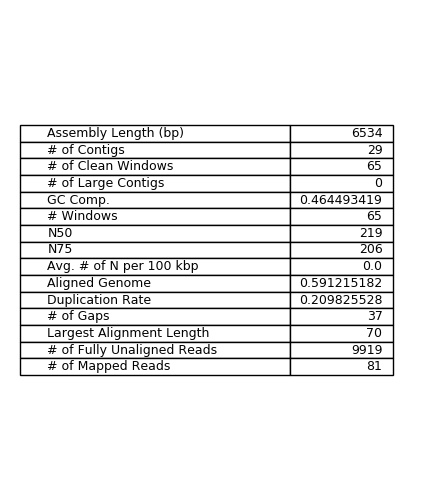 Assembly Length (bp) 6534
# of Contigs 29
# of Clean Windows 65
# of Large Contigs 0
GC Comp. 0.464493419
# Windows 65
N50 219
N75 206
Avg. # of N per 100 kbp 0.0
Aligned Genome 0.591215182
Duplication Rate 0.209825528
# of Gaps 37
Largest Alignment Length 70
# of Fully Unaligned Reads 9919
# of Mapped Reads 81